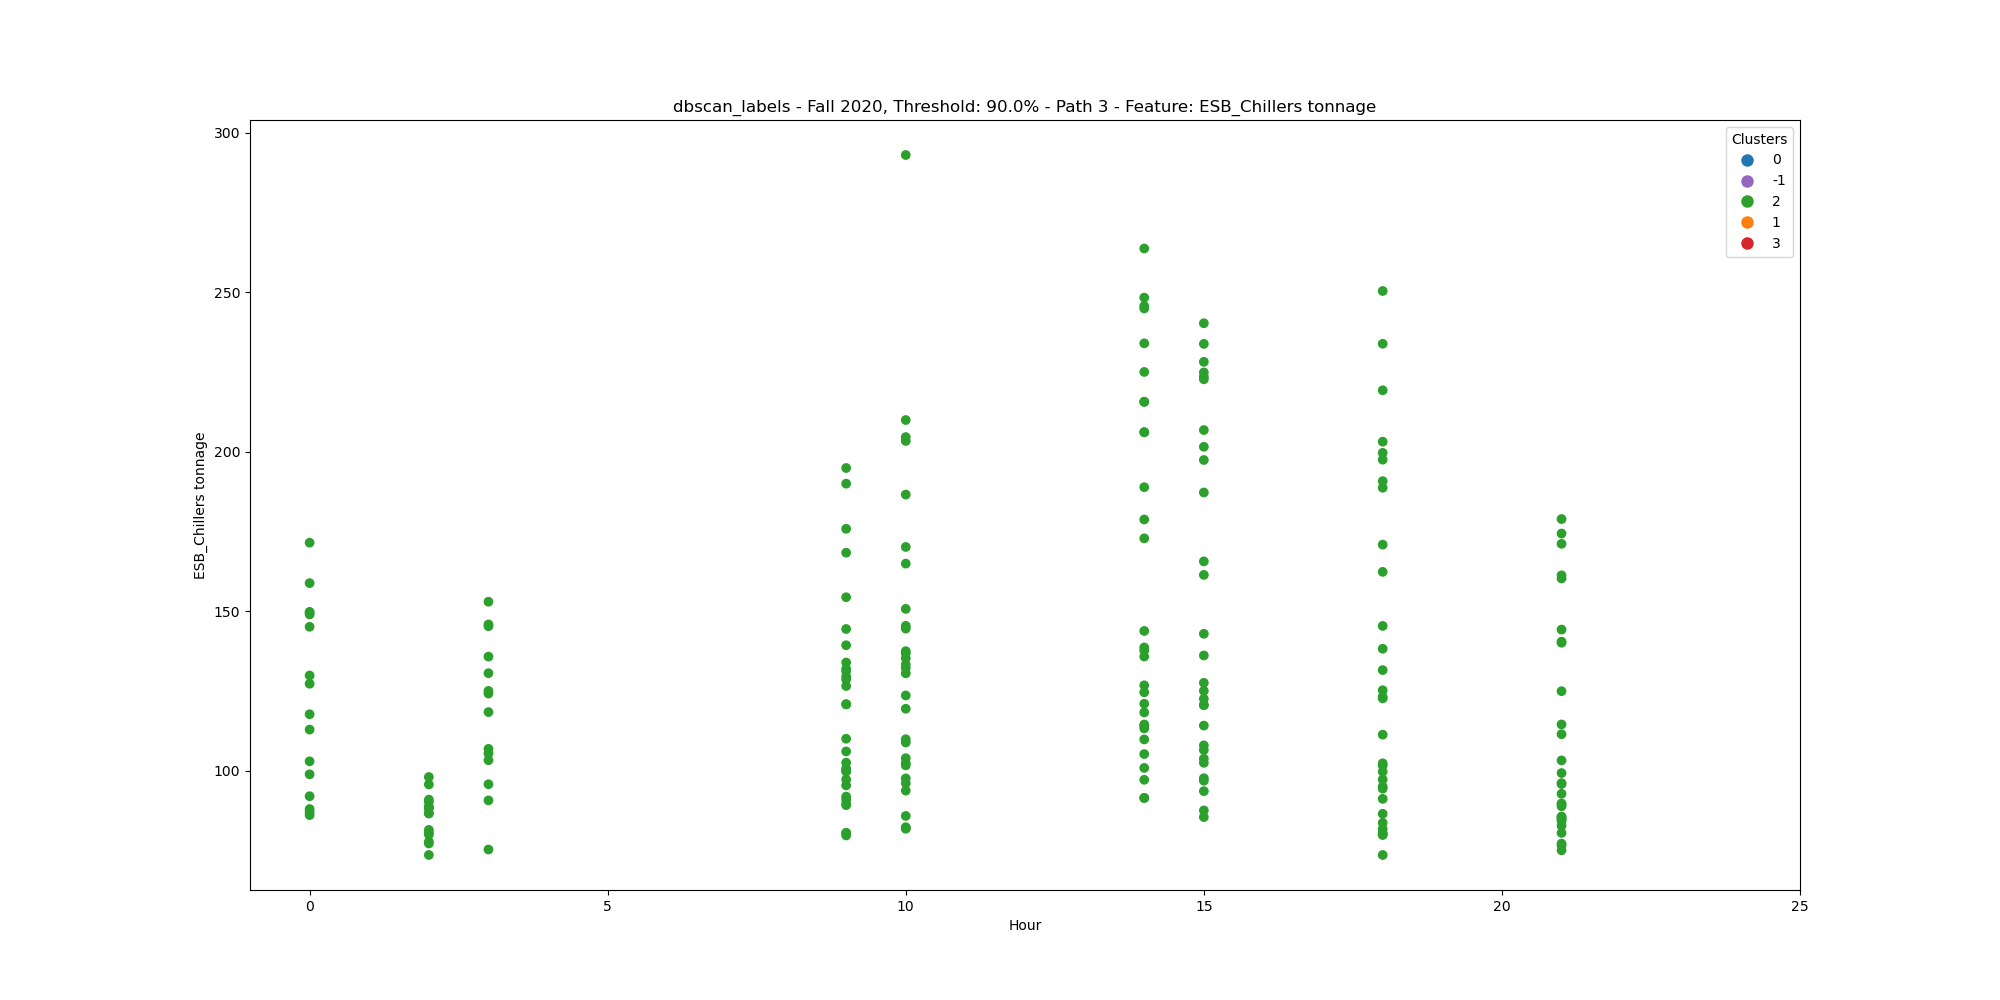 dbscan_labels - Fall 2020, Threshold: 90.0% - Path 3 - Feature: ESB_Chillers tonnage
Clusters
0
-1
2
1
3
ESB_Chillers tonnage
300
250
200
150
100
0 5 10 15 20 25
Hour